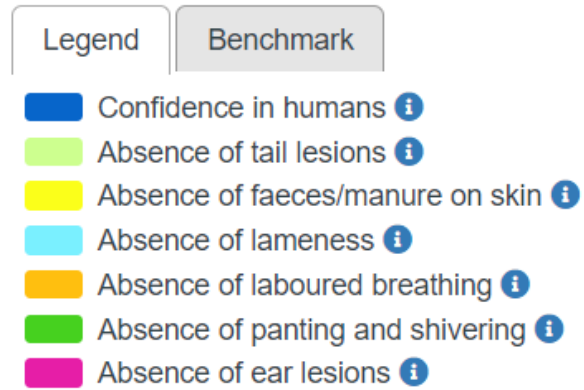 Legend Benchmark
Confidence in humans i
Absence of tail lesions i
Absence of faeces/manure on skin i
Absence of lameness i
Absence of laboured breathing i
Absence of panting and shivering i
Absence of ear lesions i